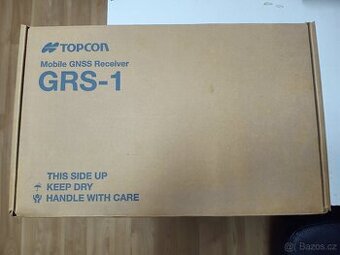 TOPCON
Mobile GNSS Receiver
GRS-1
THIS SIDE UP
KEEP DRY
HANDLE WITH CARE
Bazos.cz